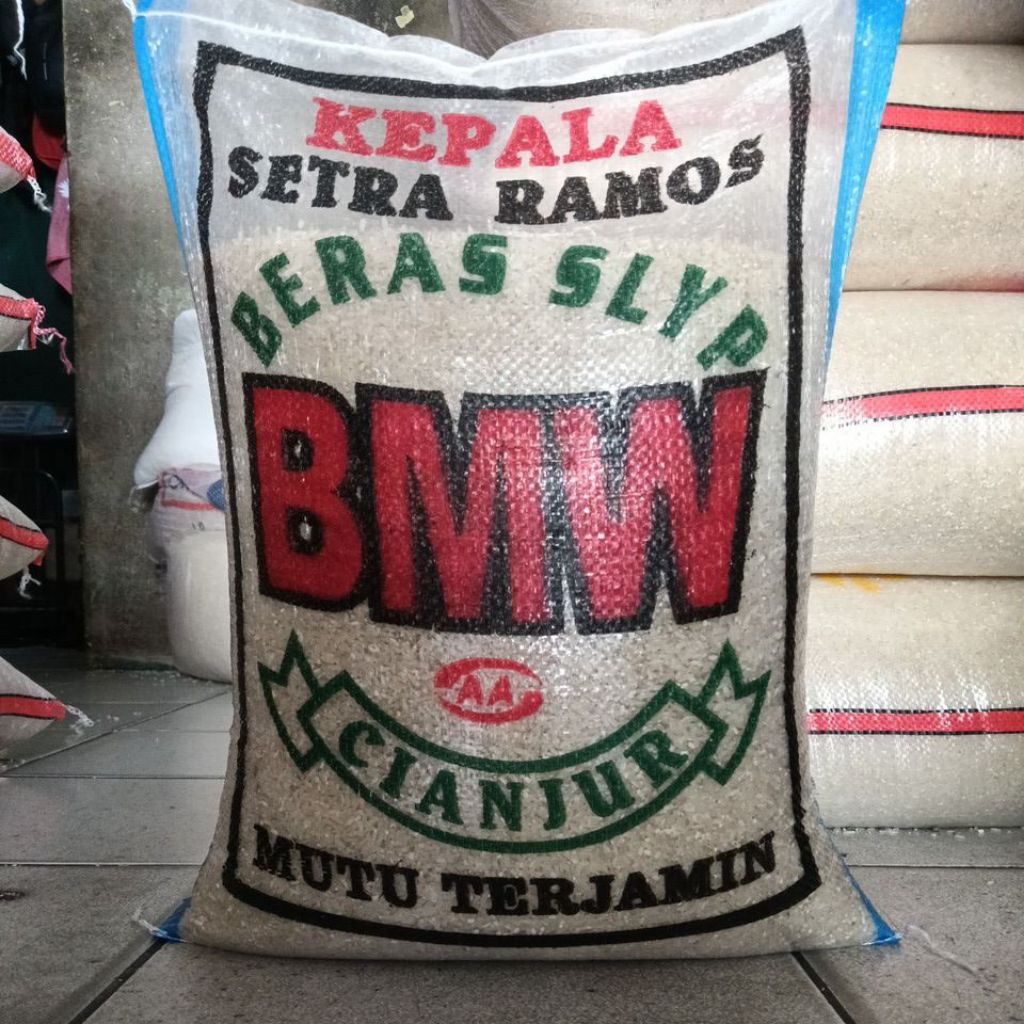 KEPALA
SETRA RAMOS
BERAS SLYP
BMW
AA
CIANJUR
MUTU TERJAMIN